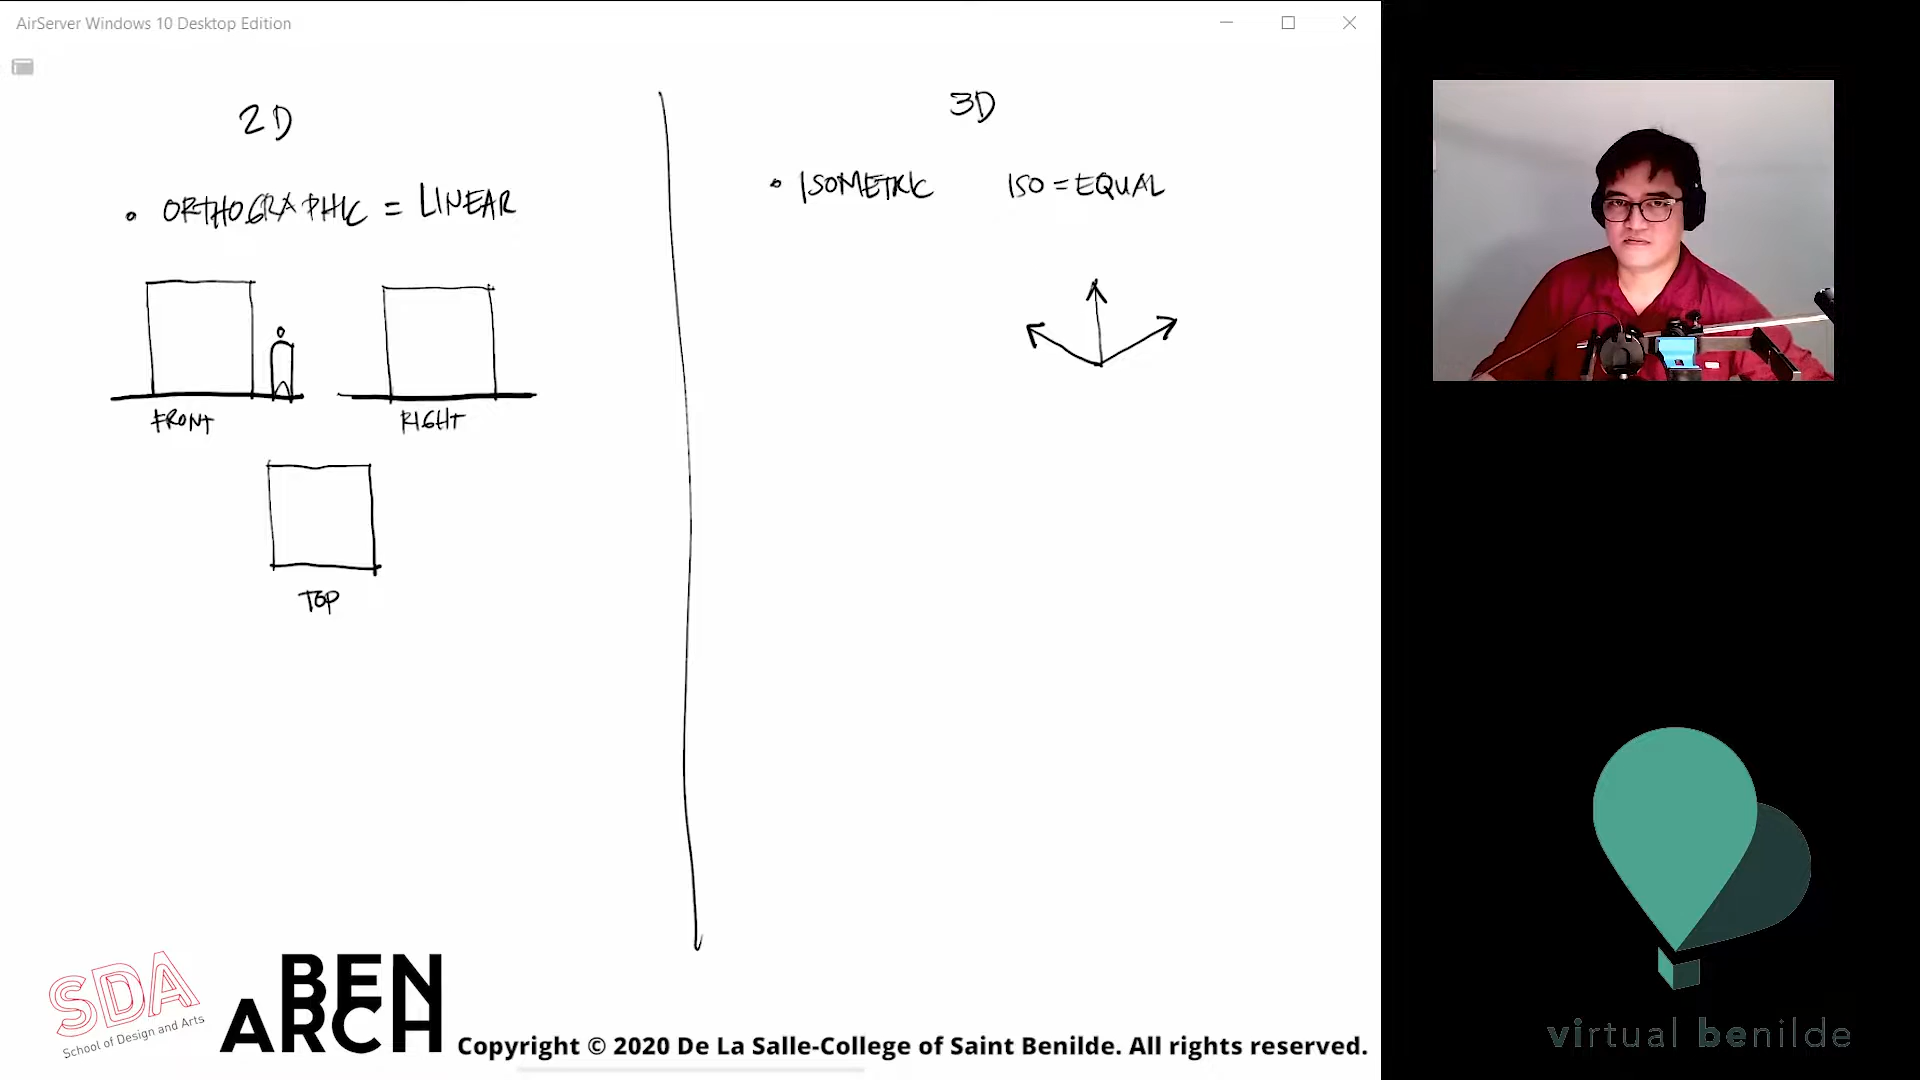 AirServer Windows 10 Desktop Edition
2D
• ORTHOGRAPHIC = LINEAR
FRONT
RIGHT
TOP
3D
• ISOMETRIC ISO = EQUAL
SDA
School of Design and Arts
BEN
ARCH
Copyright © 2020 De La Salle-College of Saint Benilde. All rights reserved.
virtual benilde